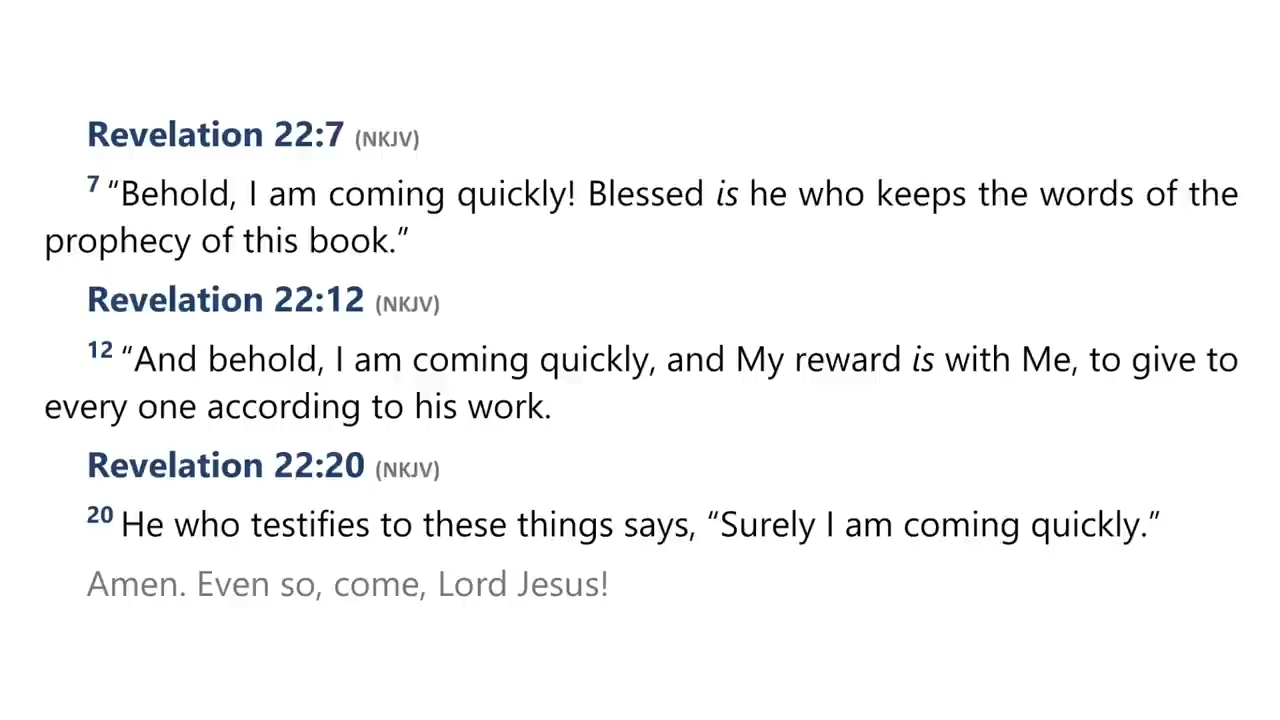 Revelation 22:7 (NKJV)
7 “Behold, I am coming quickly! Blessed is he who keeps the words of the
prophecy of this book.”
Revelation 22:12 (NKJV)
12 “And behold, I am coming quickly, and My reward is with Me, to give to
every one according to his work.
Revelation 22:20 (NKJV)
20 He who testifies to these things says, “Surely I am coming quickly.”
Amen. Even so, come, Lord Jesus!